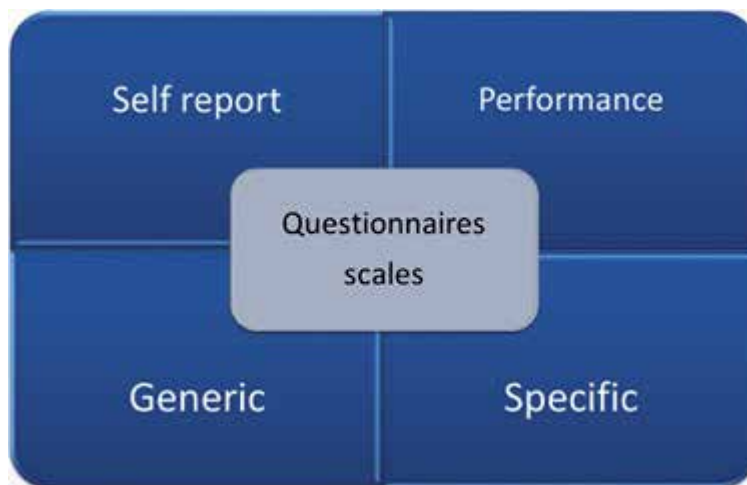 Self report
Performance
Questionnaires
scales
Generic
Specific